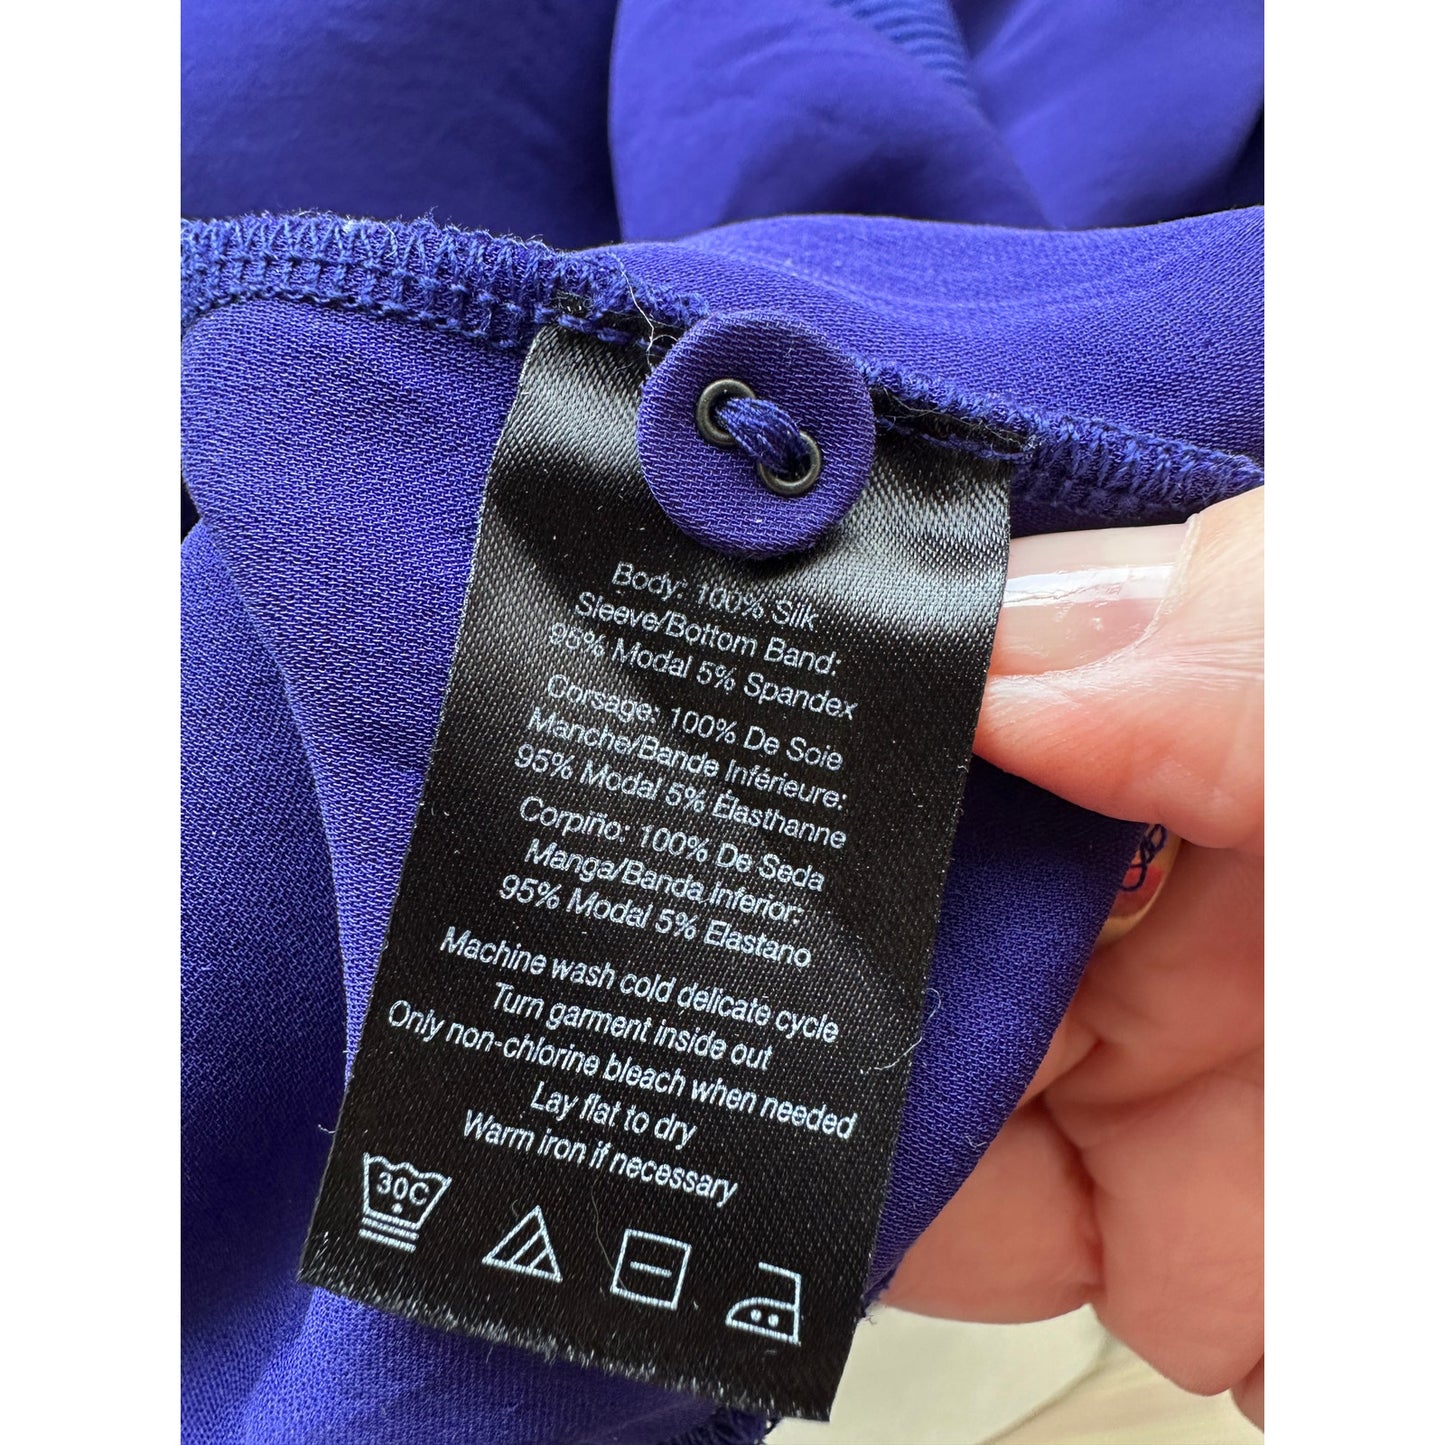 Body: 100% Silk
Sleeve/Bottom Band:
95% Modal 5% Spandex
Corsage: 100% De Soie
Manche/Bande Inférieure:
95% Modal 5% Élasthanne
Corpiño: 100% De Seda
Manga/Banda Inferior:
95% Modal 5% Elastano
Machine wash cold delicate cycle
Turn garment inside out
Only non-chlorine bleach when needed
Lay flat to dry
Warm iron if necessary
30C